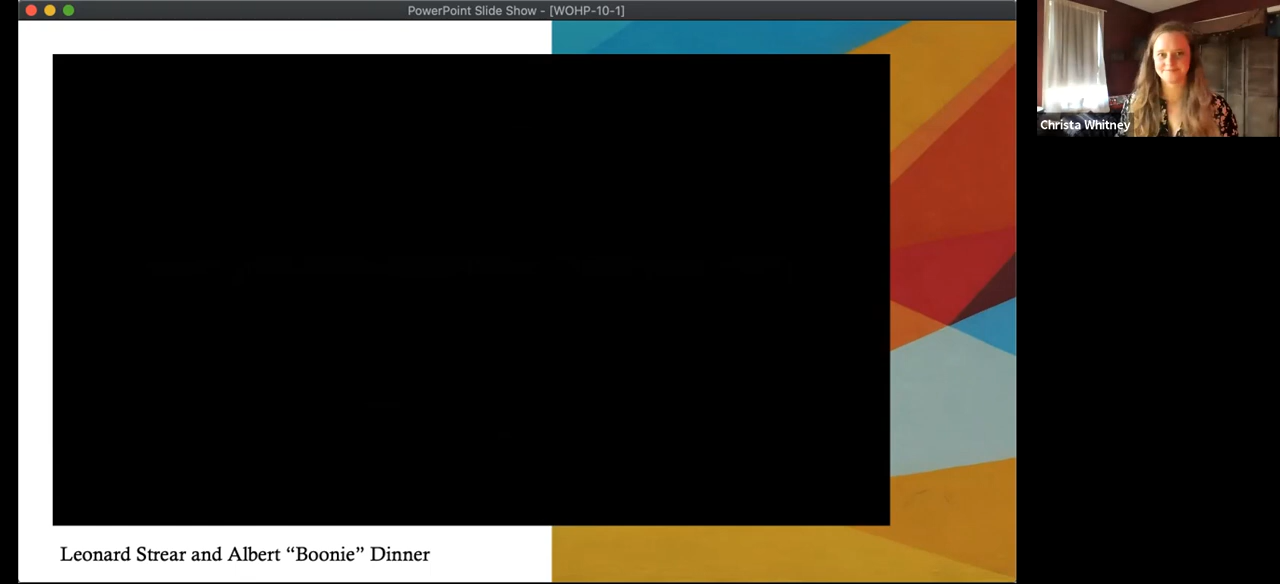 PowerPoint Slide Show - [WOHP-10-1]
Christa Whitney
Leonard Strear and Albert “Boonie” Dinner